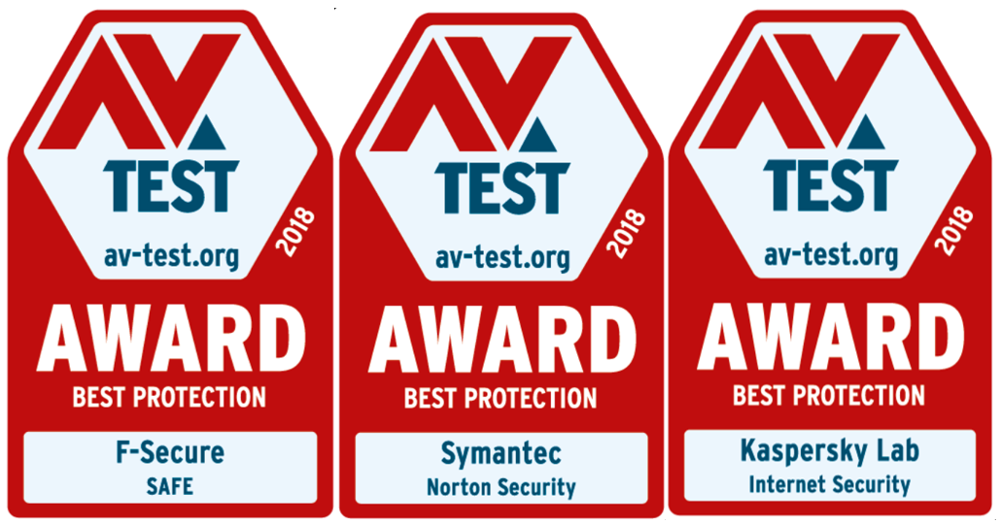 AV
TEST
av-test.org
2018
AWARD
BEST PROTECTION
F-Secure
SAFE
AV
TEST
av-test.org
2018
AWARD
BEST PROTECTION
Symantec
Norton Security
AV
TEST
av-test.org
2018
AWARD
BEST PROTECTION
Kaspersky Lab
Internet Security